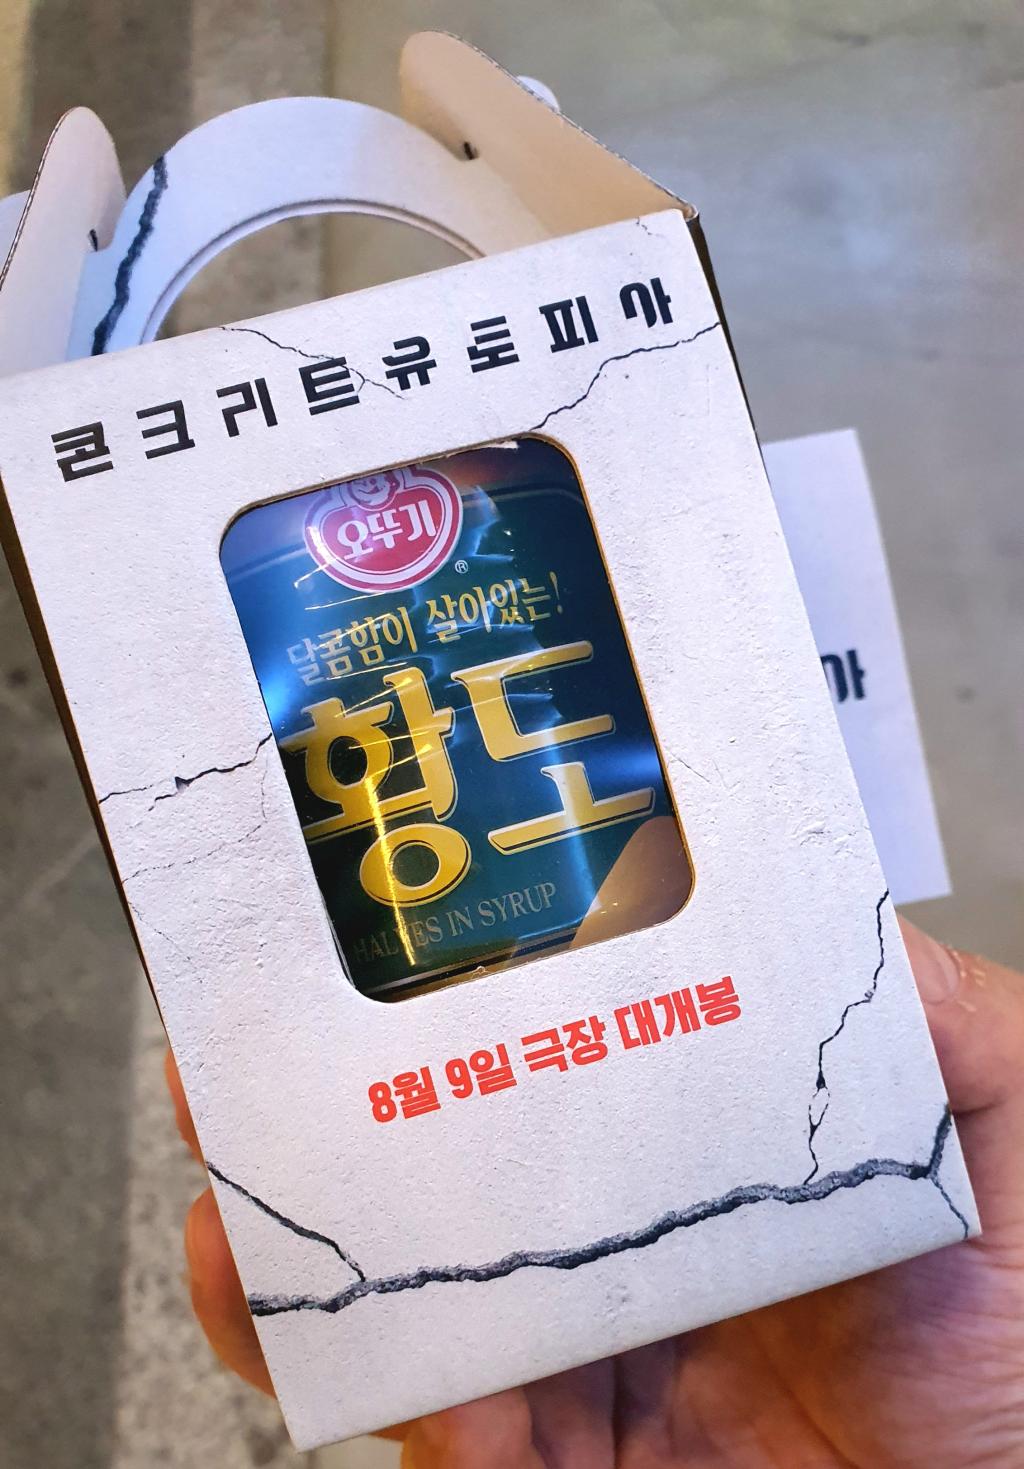 콘크리트유토피아
오뚜기
®
달콤함이 살아있는!
황도
HALVES IN SYRUP
8월 9일 극장 대개봉
아